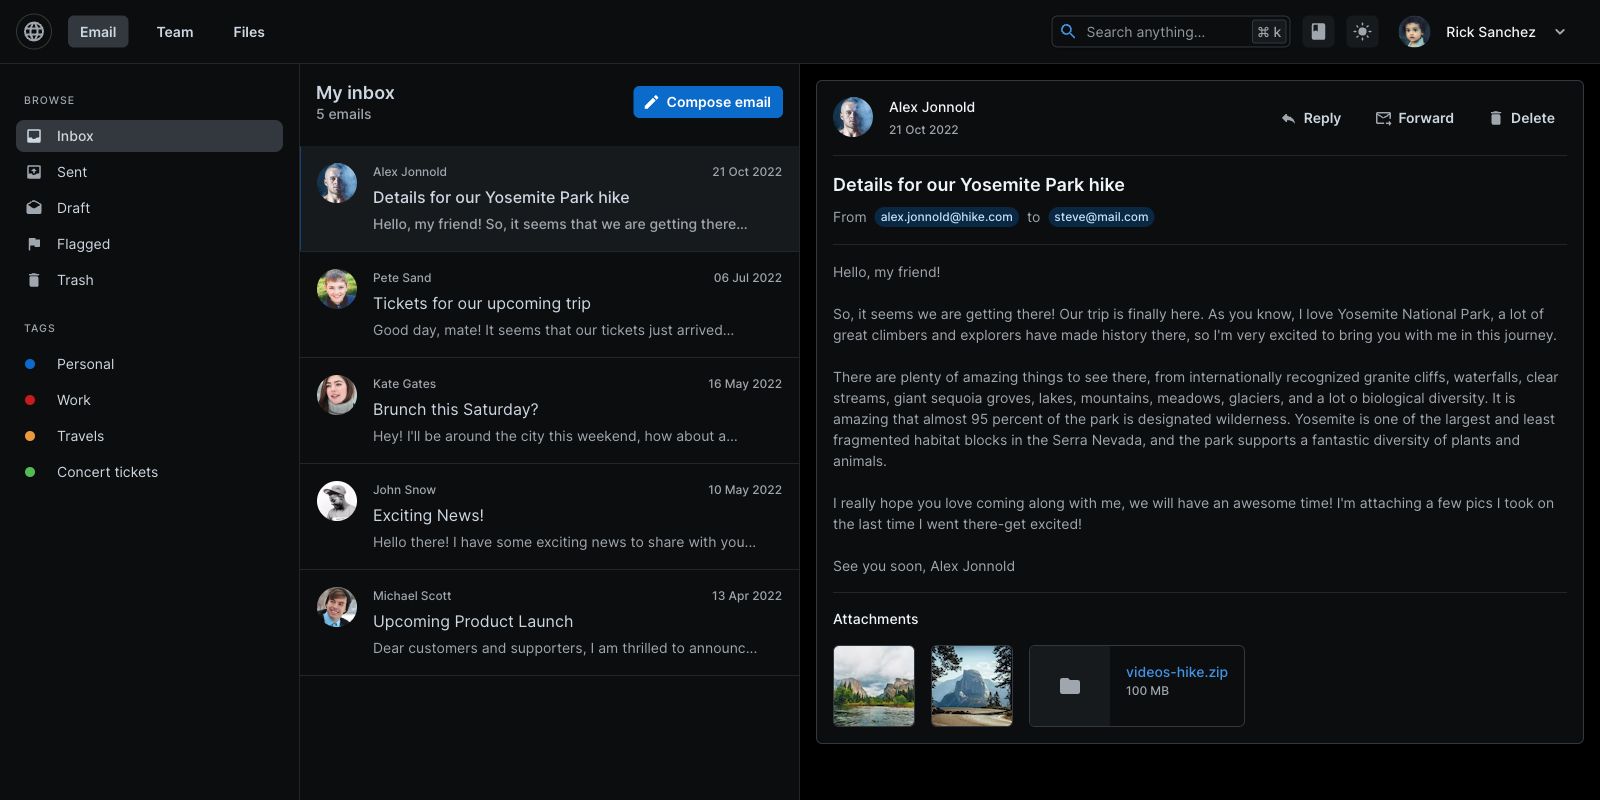 Email
Team
Files
Search anything...
⌘ k
Rick Sanchez
BROWSE
Inbox
Sent
Draft
Flagged
Trash
TAGS
Personal
Work
Travels
Concert tickets
My inbox
5 emails
Compose email
Alex Jonnold
21 Oct 2022
Details for our Yosemite Park hike
Hello, my friend! So, it seems that we are getting there...
Pete Sand
06 Jul 2022
Tickets for our upcoming trip
Good day, mate! It seems that our tickets just arrived...
Kate Gates
16 May 2022
Brunch this Saturday?
Hey! I'll be around the city this weekend, how about a...
John Snow
10 May 2022
Exciting News!
Hello there! I have some exciting news to share with you...
Michael Scott
13 Apr 2022
Upcoming Product Launch
Dear customers and supporters, I am thrilled to announc...
Alex Jonnold
21 Oct 2022
Reply
Forward
Delete
Details for our Yosemite Park hike
From alex.jonnold@hike.com to steve@mail.com
Hello, my friend!
So, it seems we are getting there! Our trip is finally here. As you know, I love Yosemite National Park, a lot of
great climbers and explorers have made history there, so I'm very excited to bring you with me in this journey.
There are plenty of amazing things to see there, from internationally recognized granite cliffs, waterfalls, clear
streams, giant sequoia groves, lakes, mountains, meadows, glaciers, and a lot o biological diversity. It is
amazing that almost 95 percent of the park is designated wilderness. Yosemite is one of the largest and least
fragmented habitat blocks in the Serra Nevada, and the park supports a fantastic diversity of plants and
animals.
I really hope you love coming along with me, we will have an awesome time! I'm attaching a few pics I took on
the last time I went there-get excited!
See you soon, Alex Jonnold
Attachments
videos-hike.zip
100 MB